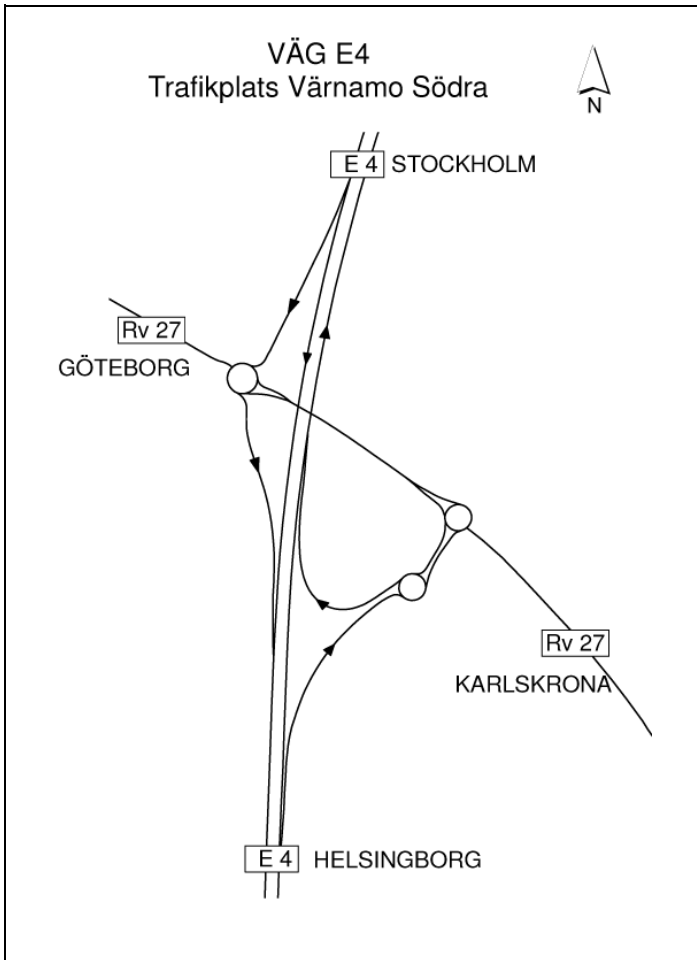 VÄG E4
Trafikplats Värnamo Södra
N
E 4 STOCKHOLM
Rv 27
GÖTEBORG
Rv 27
KARLSKRONA
E 4 HELSINGBORG